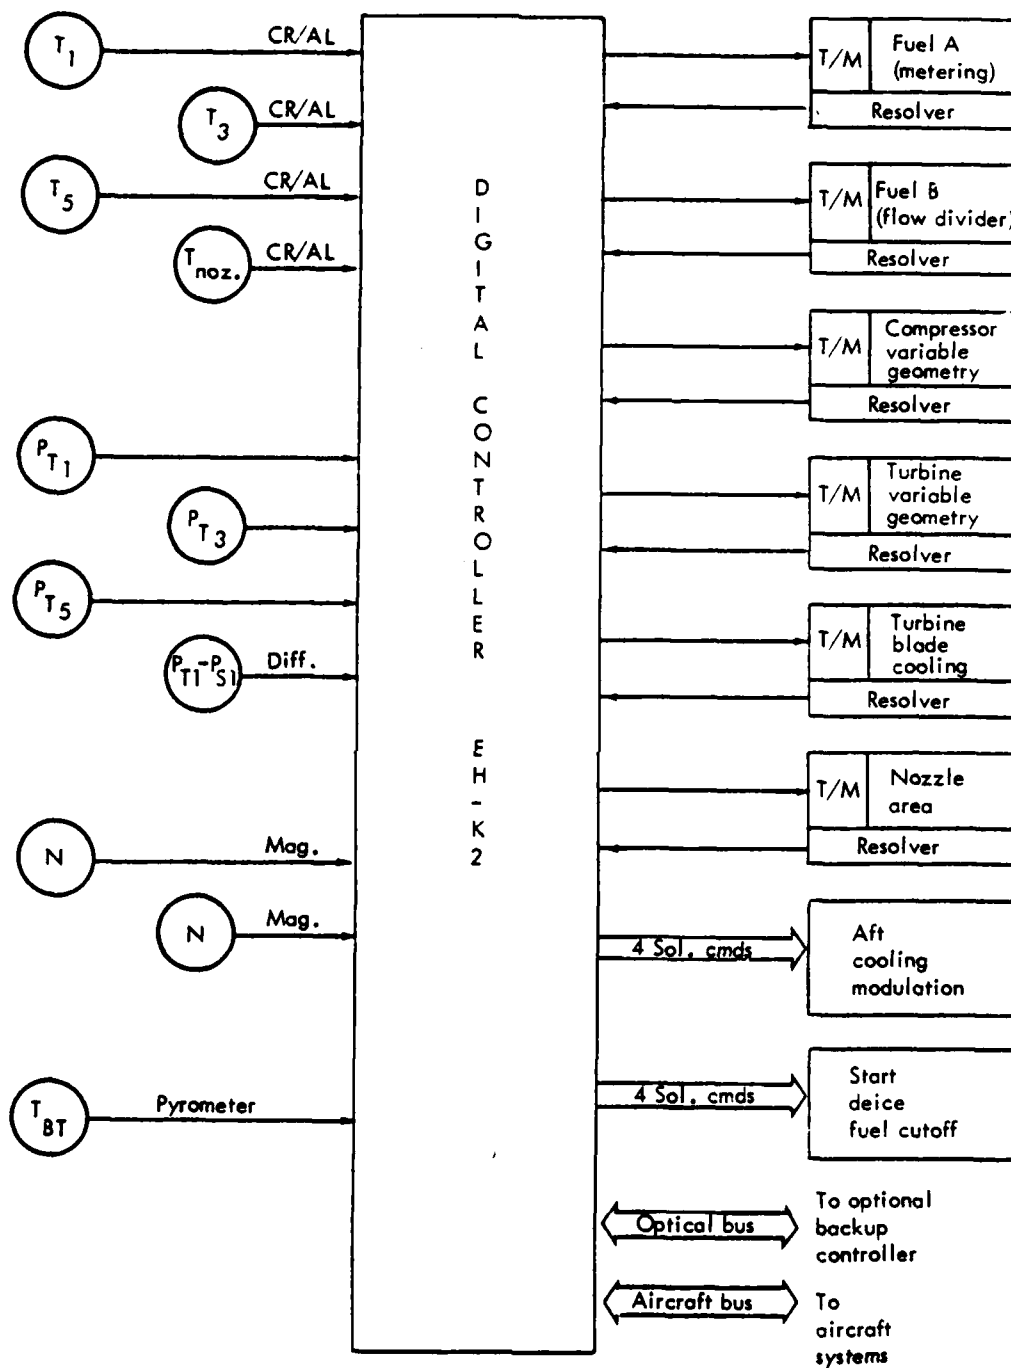 T1
CR/AL
T3
CR/AL
T5
CR/AL
Tnoz.
CR/AL
PT1
PT3
PT5
PT1-PS1
Diff.
N
Mag.
N
Mag.
TBT
Pyrometer
DIGITAL CONTROLLER EH-K2
T/M
Fuel A
(metering)
Resolver
T/M
Fuel B
(flow divider)
Resolver
T/M
Compressor
variable
geometry
Resolver
T/M
Turbine
variable
geometry
Resolver
T/M
Turbine
blade
cooling
Resolver
T/M
Nozzle
area
Resolver
4 Sol. cmds
Aft
cooling
modulation
4 Sol. cmds
Start
deice
fuel cutoff
Optical bus
To optional
backup
controller
Aircraft bus
To
aircraft
systems